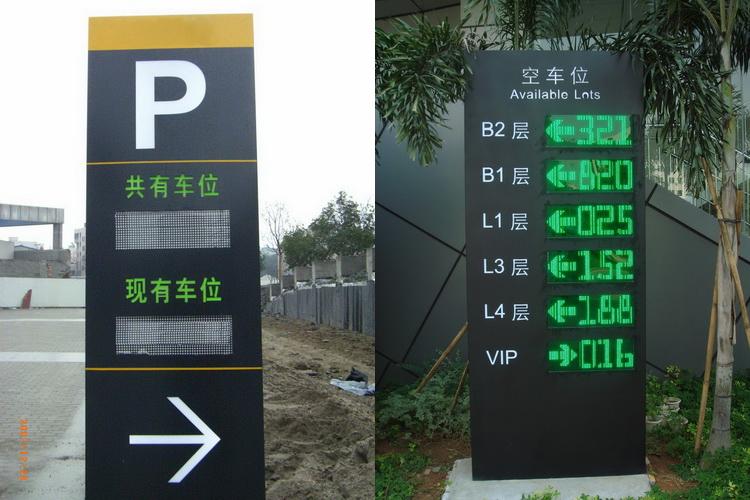 P
共有车位
现有车位
空车位
Available Lots
B2 层 321
B1 层 820
L1 层 025
L3 层 152
L4 层 168
VIP 016